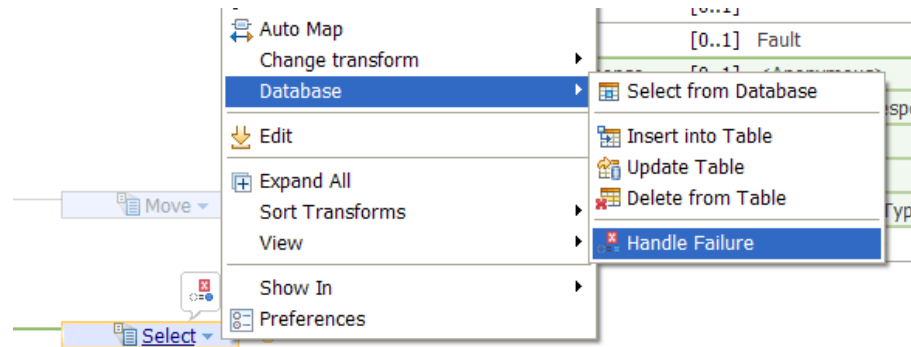 Auto Map
[0..1] Fault
Change transform
[0..1]
Database
Select from Database
Edit
Insert into Table
Update Table
Expand All
Delete from Table
Move
Sort Transforms
View
Handle Failure
Show In
Preferences
Select